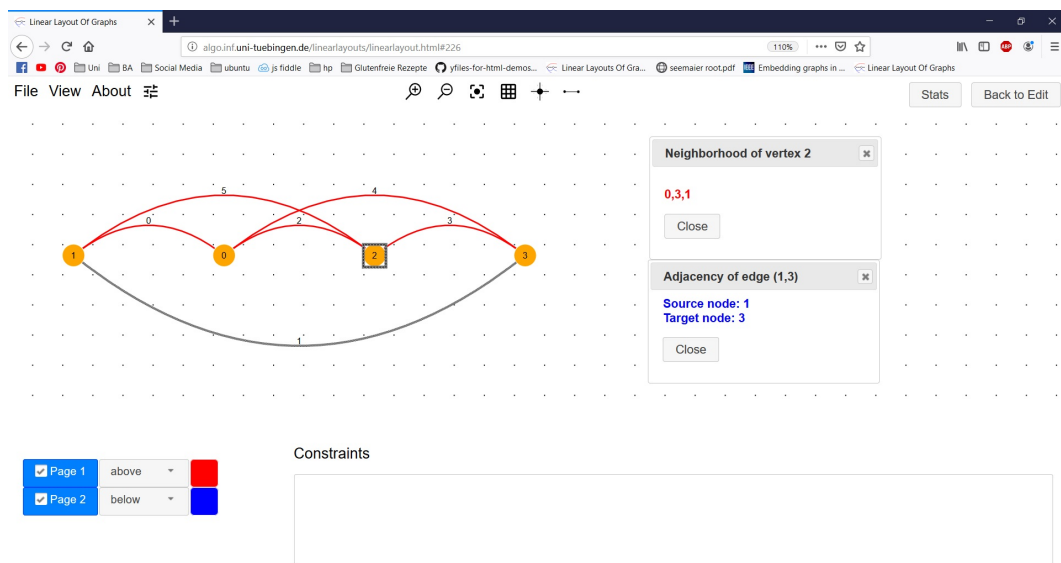 Linear Layout Of Graphs
algo.inf.uni-tuebingen.de/linearlayouts/linearlayout.html#226
110%
ABP
Uni
BA
Social Media
ubuntu
js fiddle
hp
Glutenfreie Rezepte
yfiles-for-html-demos...
Linear Layouts Of Gra...
seemaier root.pdf
Embedding graphs in ...
Linear Layout Of Graphs
File View About
Stats
Back to Edit
Neighborhood of vertex 2
0,3,1
Close
5
4
0
2
3
1
0
2
3
Adjacency of edge (1,3)
Source node: 1
Target node: 3
Close
1
Constraints
Page 1 above
Page 2 below